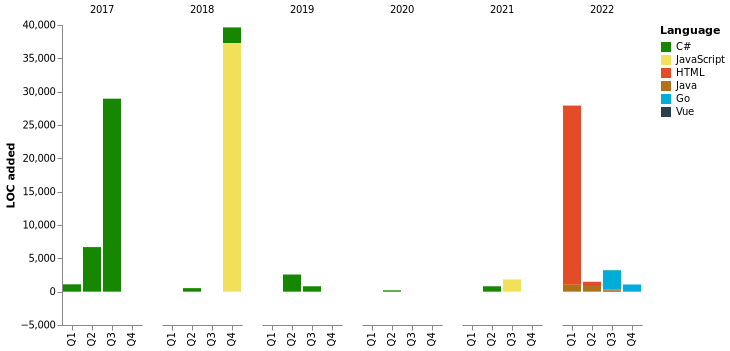 2017 2018 2019 2020 2021 2022
LOC added
40,000
35,000
30,000
25,000
20,000
15,000
10,000
5,000
0
−5,000
Q1 Q2 Q3 Q4 Q1 Q2 Q3 Q4 Q1 Q2 Q3 Q4 Q1 Q2 Q3 Q4 Q1 Q2 Q3 Q4 Q1 Q2 Q3 Q4
Language
C#
JavaScript
HTML
Java
Go
Vue